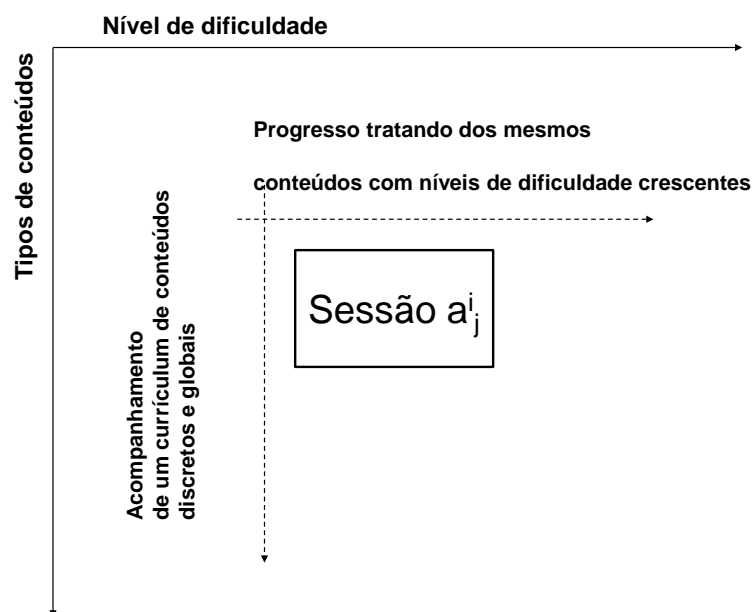 Nível de dificuldade
Tipos de conteúdos
Progresso tratando dos mesmos
conteúdos com níveis de dificuldade crescentes
Acompanhamento
de um currículum de conteúdos
discretos e globais
Sessão aⁱⱼ